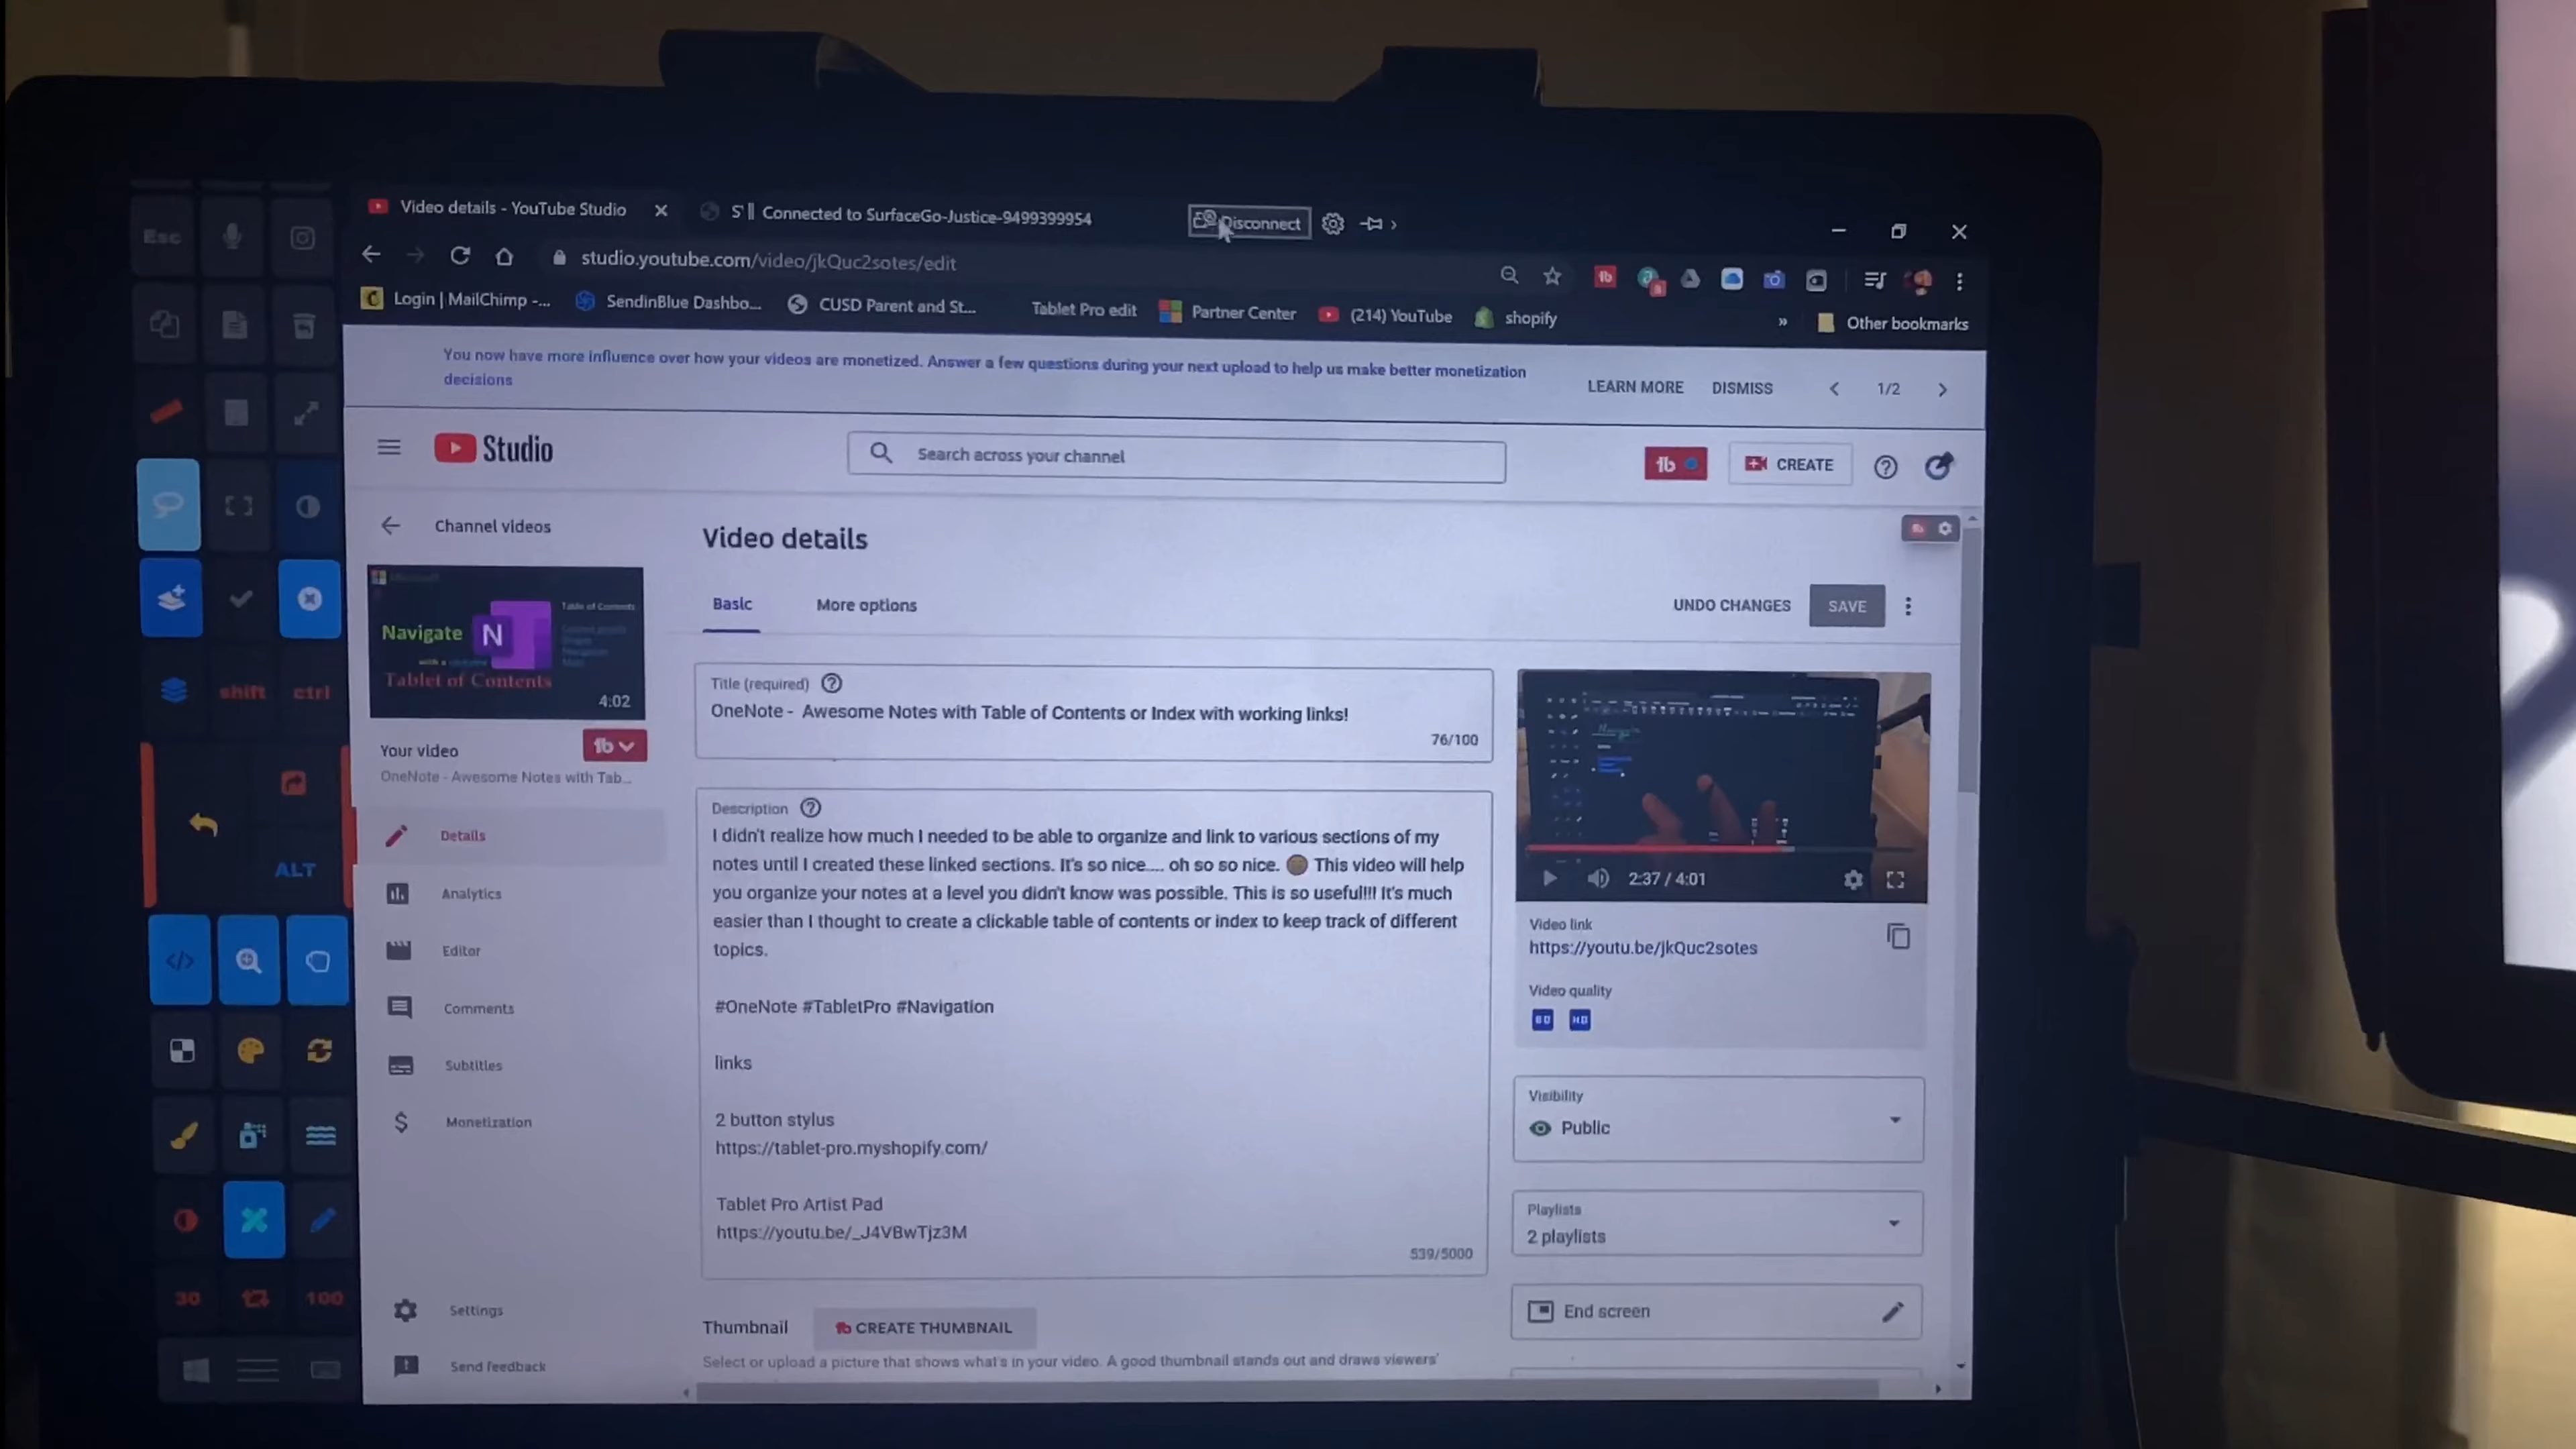 Video details - YouTube Studio
Connected to SurfaceGo-Justice-9499399954
Disconnect
Esc
studio.youtube.com/video/jkQuc2sotes/edit
Login | MailChimp -...
SendinBlue Dashbo...
CUSD Parent and St...
Tablet Pro edit
Partner Center
(214) YouTube
shopify
»
Other bookmarks
You now have more influence over how your videos are monetized. Answer a few questions during your next upload to help us make better monetization
decisions
LEARN MORE
DISMISS
1/2
Studio
Search across your channel
CREATE
Channel videos
Video details
Basic
More options
UNDO CHANGES
SAVE
Navigate
N
Table of Contents
Tablet of Contents
4:02
shift
ctrl
Your video
OneNote - Awesome Notes with Tab...
ALT
Title (required)
OneNote - Awesome Notes with Table of Contents or Index with working links!
76/100
Description
I didn't realize how much I needed to be able to organize and link to various sections of my
notes until I created these linked sections. It's so nice.... oh so so nice. This video will help
you organize your notes at a level you didn't know was possible. This is so useful!!! It's much
easier than I thought to create a clickable table of contents or index to keep track of different
topics.
#OneNote #TabletPro #Navigation
links
2 button stylus
https://tablet-pro.myshopify.com/
Tablet Pro Artist Pad
https://youtu.be/_J4VBwTjz3M
539/5000
Details
Analytics
Editor
Comments
Subtitles
Monetization
Settings
Send feedback
30
100
Thumbnail
CREATE THUMBNAIL
Select or upload a picture that shows what's in your video. A good thumbnail stands out and draws viewers'
2:37 / 4:01
Video link
https://youtu.be/jkQuc2sotes
Video quality
HD
Visibility
Public
Playlists
2 playlists
End screen